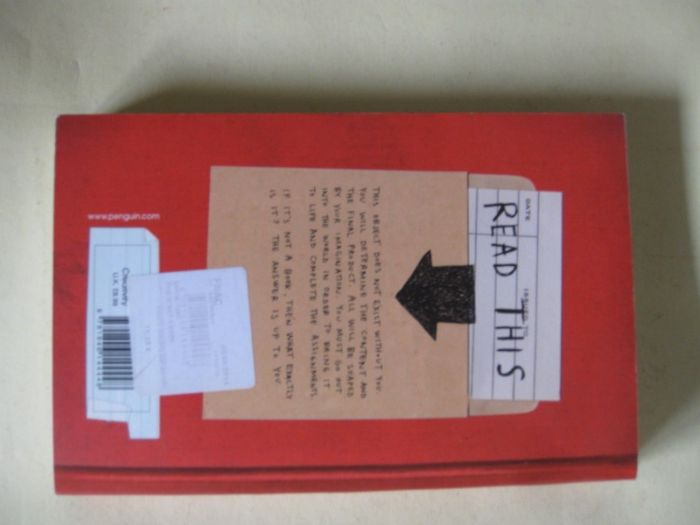 DATE
ISSUED TO
READ THIS
THIS OBJECT DOES NOT EXIST WITHOUT YOU.
YOU WILL DETERMINE THE CONTENT AND
THE FINAL PRODUCT. ALL WILL BE SHAPED
BY YOUR IMAGINATION. YOU MUST GO OUT
INTO THE WORLD IN ORDER TO BRING IT
TO LIFE AND COMPLETE THE ASSIGNMENTS.
IF IT'S NOT A BOOK, THEN WHAT EXACTLY
IS IT? THE ANSWER IS UP TO YOU.
www.penguin.com
Creativity